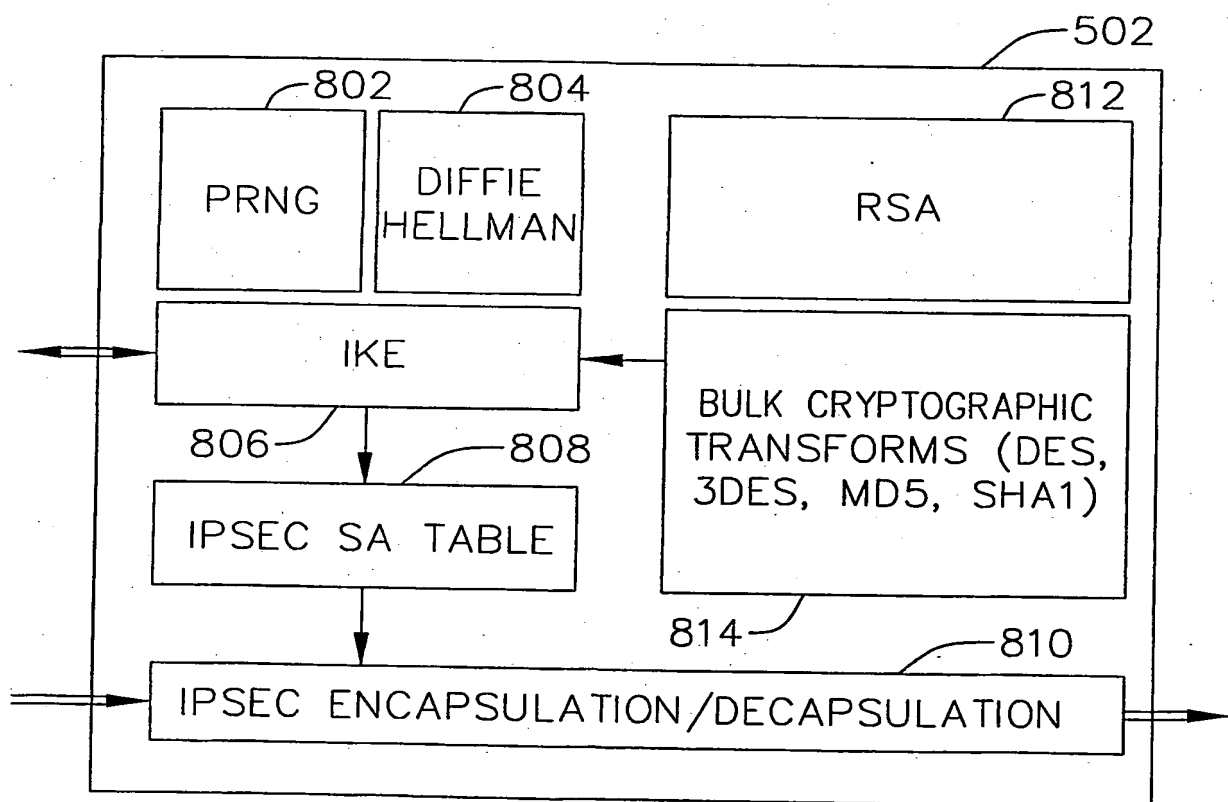 502
802
804
812
PRNG
DIFFIE
HELLMAN
RSA
IKE
806
808
BULK CRYPTOGRAPHIC
TRANSFORMS (DES,
3DES, MD5, SHA1)
IPSEC SA TABLE
814
810
IPSEC ENCAPSULATION/DECAPSULATION